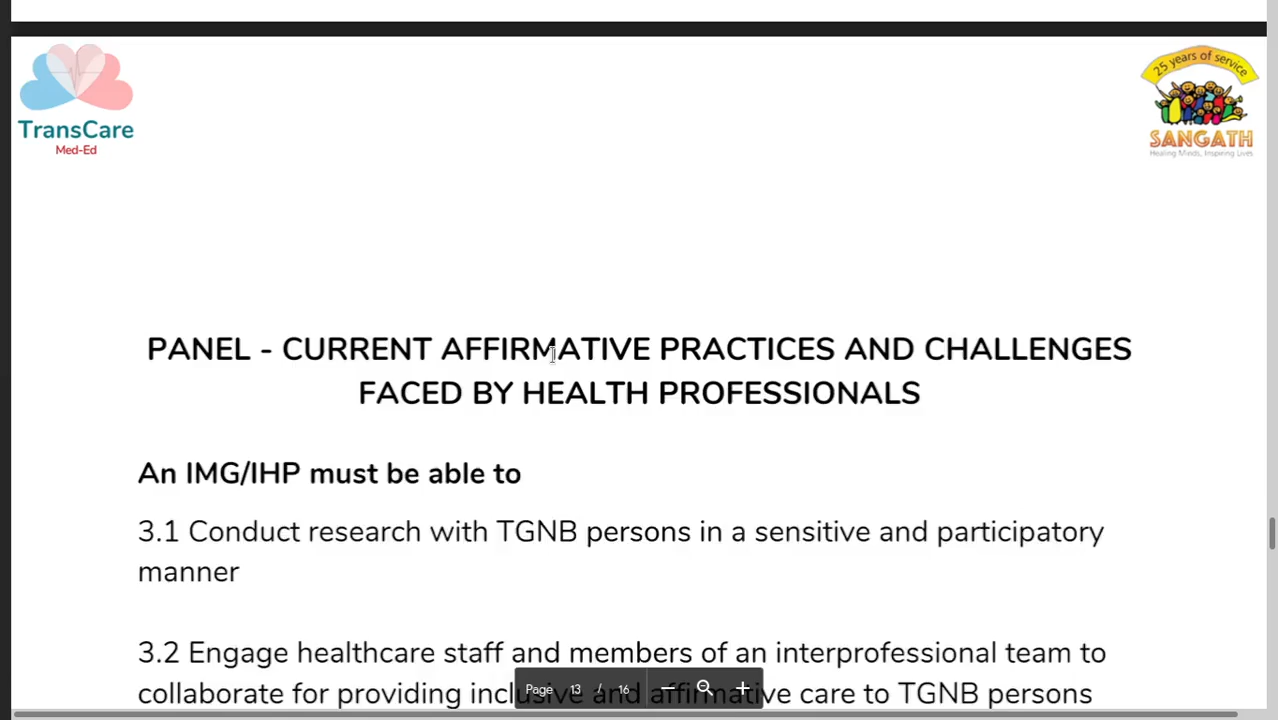 TransCare
Med-Ed
25 years of service
SANGATH
Healing Minds, Inspiring Lives
PANEL - CURRENT AFFIRMATIVE PRACTICES AND CHALLENGES
FACED BY HEALTH PROFESSIONALS
An IMG/IHP must be able to
3.1 Conduct research with TGNB persons in a sensitive and participatory
manner
3.2 Engage healthcare staff and members of an interprofessional team to
collaborate for providing inclusive and affirmative care to TGNB persons
Page 13 / 16